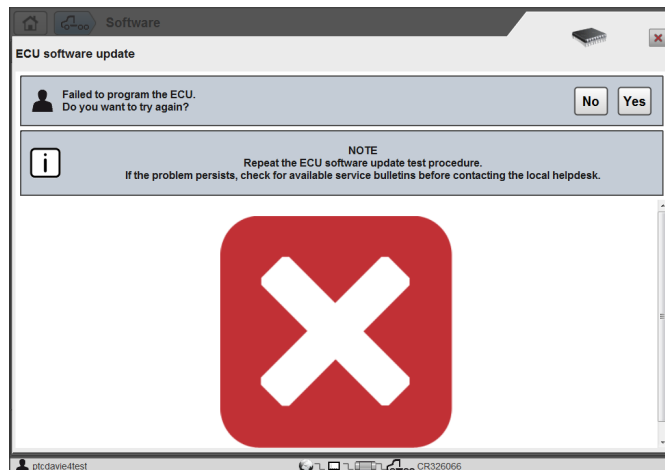 Software
ECU software update
Failed to program the ECU.
Do you want to try again?
No
Yes
NOTE
Repeat the ECU software update test procedure.
If the problem persists, check for available service bulletins before contacting the local helpdesk.
ptcdavie4test
CR326066